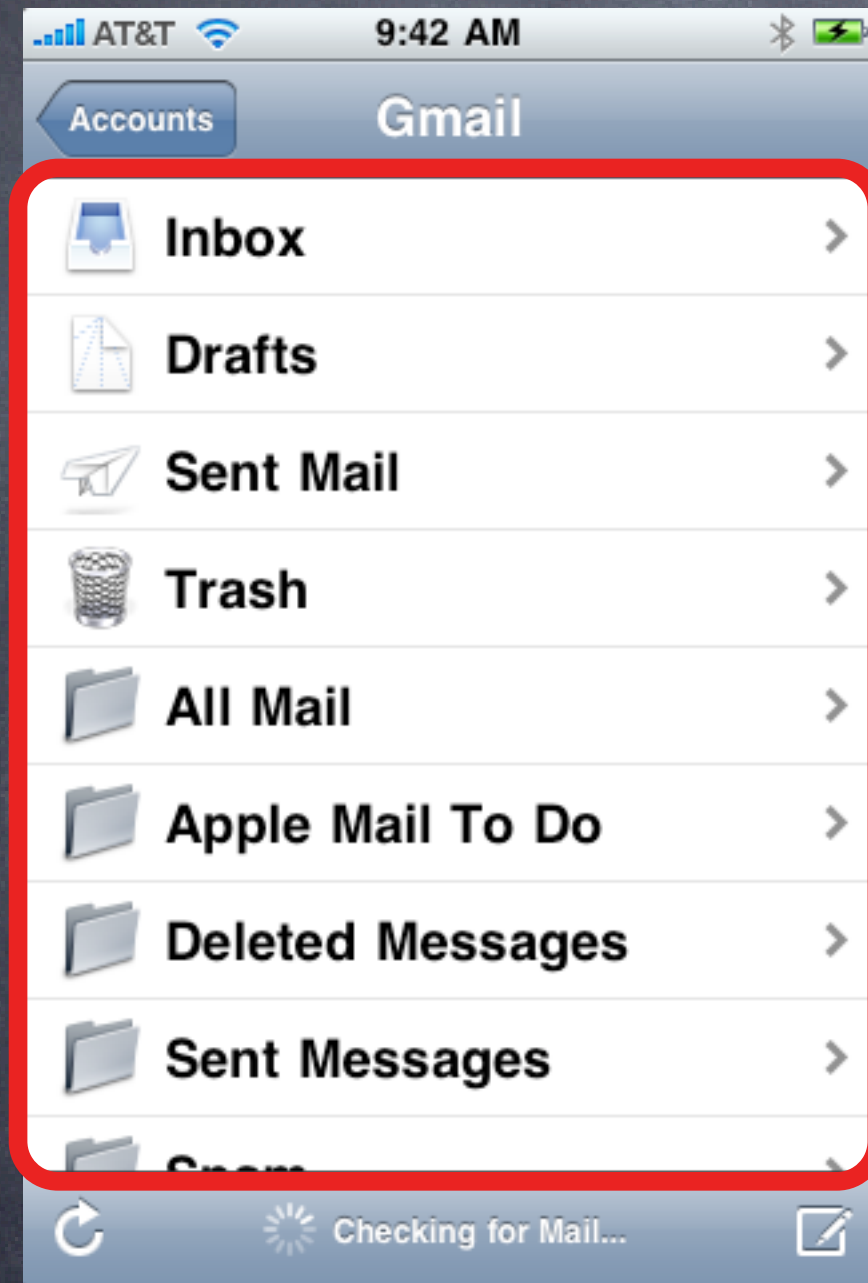 AT&T 9:42 AM
Accounts Gmail
Inbox
Drafts
Sent Mail
Trash
All Mail
Apple Mail To Do
Deleted Messages
Sent Messages
Spam
Checking for Mail...